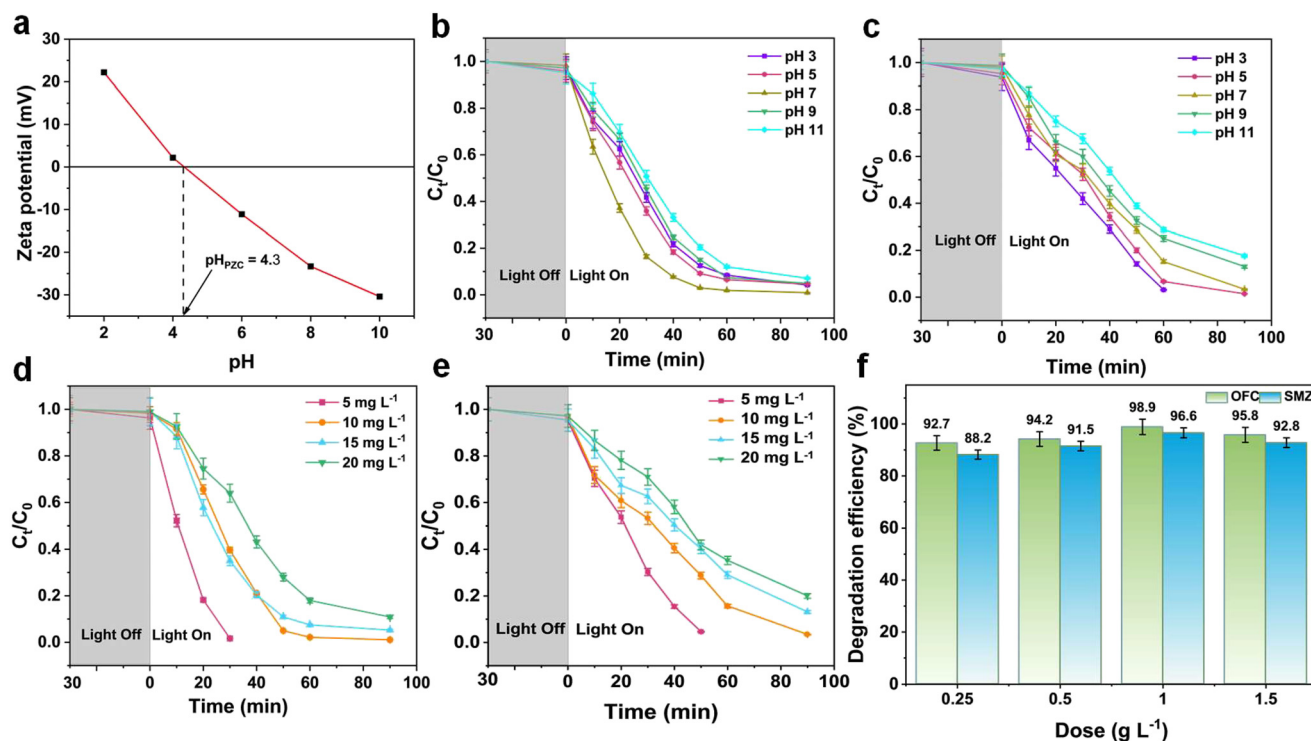 a
Zeta potential (mV)
30
20
10
0
-10
-20
-30
pH_PZC = 4.3
2 4 6 8 10
pH
b
C_t/C_0
1.0
0.8
0.6
0.4
0.2
0.0
pH 3
pH 5
pH 7
pH 9
pH 11
Light Off Light On
30 0 20 40 60 80 100
Time (min)
c
C_t/C_0
1.0
0.8
0.6
0.4
0.2
0.0
pH 3
pH 5
pH 7
pH 9
pH 11
Light Off Light On
30 0 20 40 60 80 100
Time (min)
d
C_t/C_0
1.0
0.8
0.6
0.4
0.2
0.0
5 mg L⁻¹
10 mg L⁻¹
15 mg L⁻¹
20 mg L⁻¹
Light Off Light On
30 0 20 40 60 80 100
Time (min)
e
C_t/C_0
1.0
0.8
0.6
0.4
0.2
0.0
5 mg L⁻¹
10 mg L⁻¹
15 mg L⁻¹
20 mg L⁻¹
Light Off Light On
30 0 20 40 60 80 100
Time (min)
f
Degradation efficiency (%)
100
80
60
40
20
0
OFC SMZ
92.7 88.2 94.2 91.5 98.9 96.6 95.8 92.8
0.25 0.5 1 1.5
Dose (g L⁻¹)